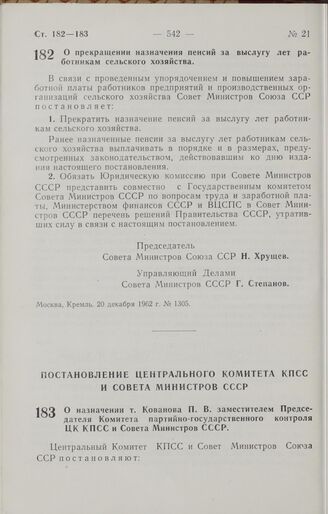 Ст. 182—183 — 542 — № 21
182 О прекращении назначения пенсий за выслугу лет ра-
ботникам сельского хозяйства.
В связи с проведенным упорядочением и повышением зара-
ботной платы работников предприятий и производственных ор-
ганизаций сельского хозяйства Совет Министров Союза ССР
постановляет:
1. Прекратить назначение пенсий за выслугу лет работни-
кам сельского хозяйства.
Ранее назначенные пенсии за выслугу лет работникам сель-
ского хозяйства выплачивать в порядке и в размерах, преду-
смотренных законодательством, действовавшим ко дню изда-
ния настоящего постановления.
2. Обязать Юридическую комиссию при Совете Министров
СССР представить совместно с Государственным комитетом
Совета Министров СССР по вопросам труда и заработной пла-
ты, Министерством финансов СССР и ВЦСПС в Совет Мини-
стров СССР перечень решений Правительства СССР, утратив-
ших силу в связи с настоящим постановлением.
Председатель
Совета Министров Союза ССР Н. Хрущев.
Управляющий Делами
Совета Министров СССР Г. Степанов.
Москва, Кремль. 20 декабря 1962 г. № 1305.
ПОСТАНОВЛЕНИЕ ЦЕНТРАЛЬНОГО КОМИТЕТА КПСС
И СОВЕТА МИНИСТРОВ СССР
183 О назначении т. Кованова П. В. заместителем Предсе-
дателя Комитета партийно-государственного контроля
ЦК КПСС и Совета Министров СССР.
Центральный Комитет КПСС и Совет Министров Союза
ССР постановляют: